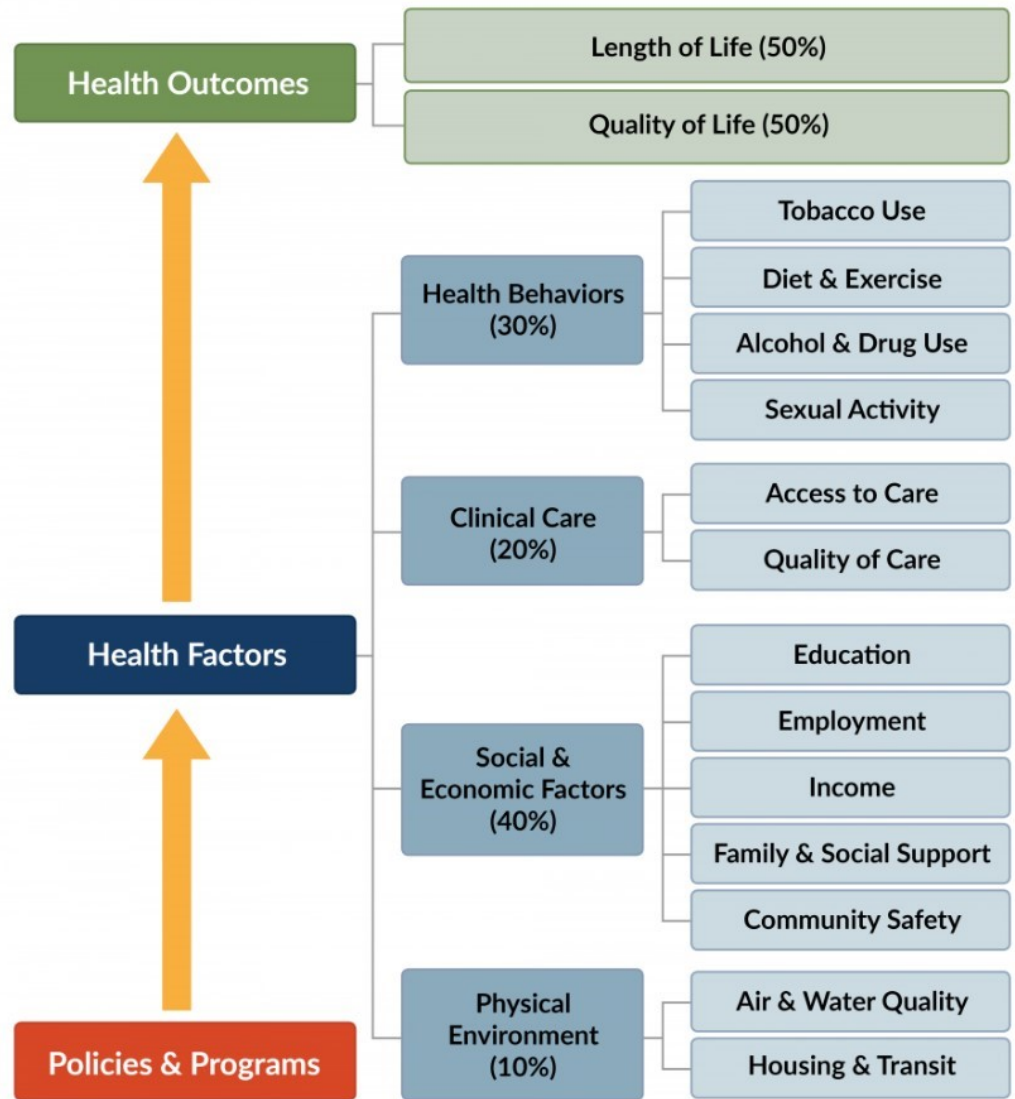 Health Outcomes
Length of Life (50%)
Quality of Life (50%)
Health Factors
Health Behaviors
(30%)
Tobacco Use
Diet & Exercise
Alcohol & Drug Use
Sexual Activity
Clinical Care
(20%)
Access to Care
Quality of Care
Social &
Economic Factors
(40%)
Education
Employment
Income
Family & Social Support
Community Safety
Physical
Environment
(10%)
Air & Water Quality
Housing & Transit
Policies & Programs